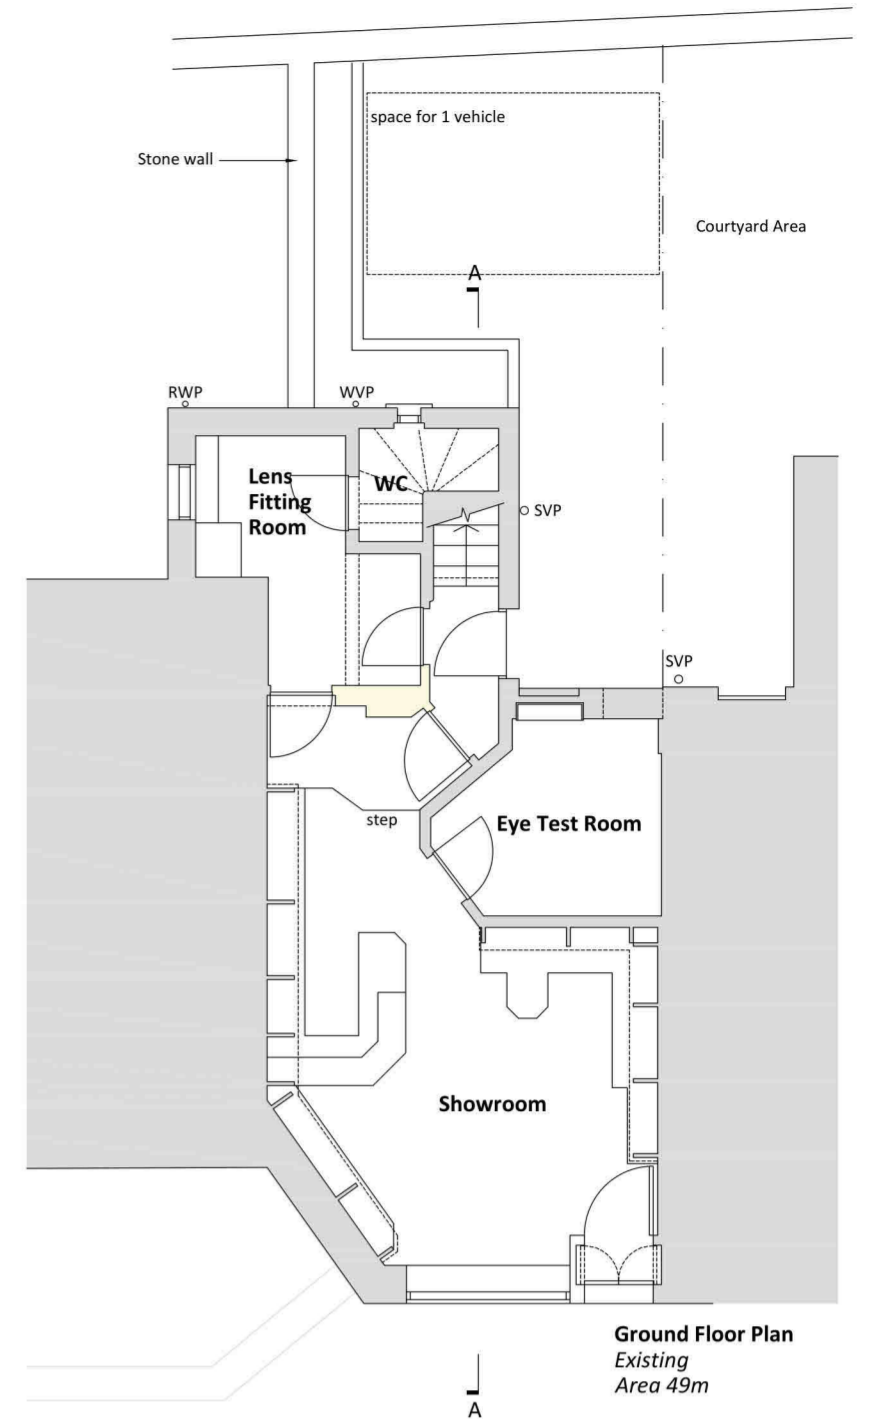 space for 1 vehicle
Stone wall
Courtyard Area
A
RWP
WVP
Lens
Fitting
Room
WC
SVP
SVP
step
Eye Test Room
Showroom
Ground Floor Plan
Existing
Area 49m
A